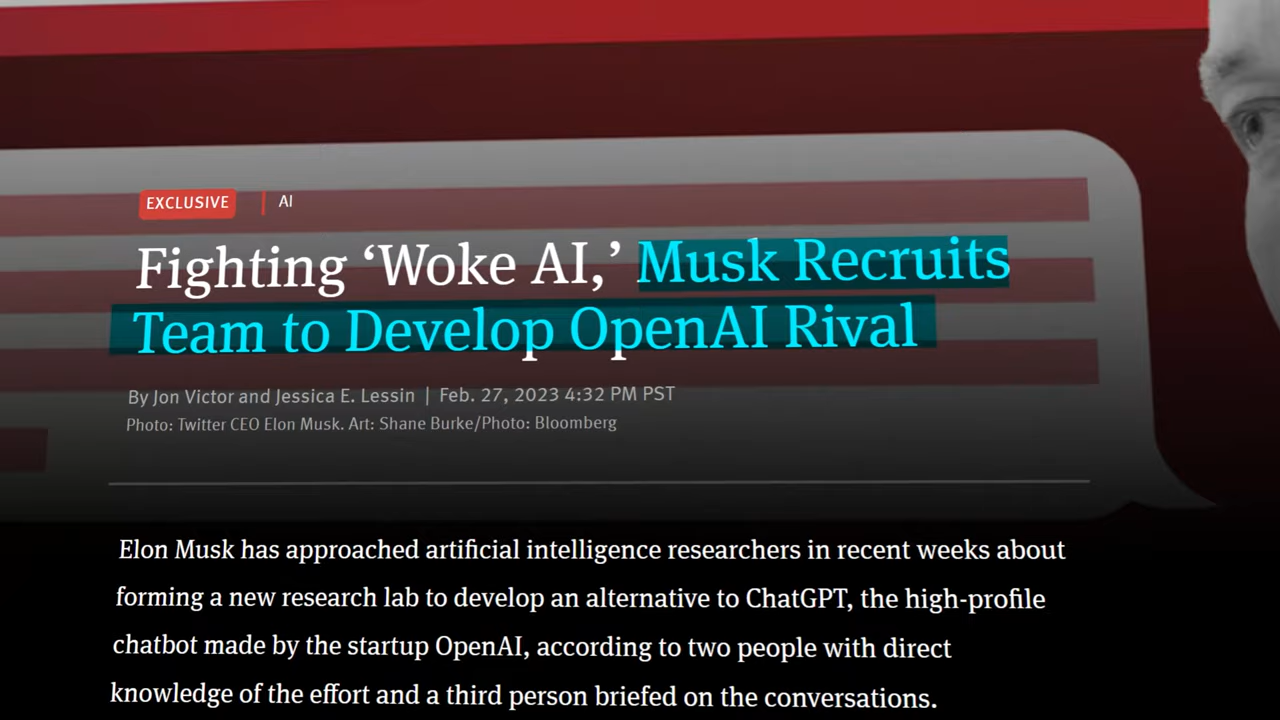 EXCLUSIVE | AI
Fighting ‘Woke AI,’ Musk Recruits
Team to Develop OpenAI Rival
By Jon Victor and Jessica E. Lessin | Feb. 27, 2023 4:32 PM PST
Photo: Twitter CEO Elon Musk. Art: Shane Burke/Photo: Bloomberg
Elon Musk has approached artificial intelligence researchers in recent weeks about
forming a new research lab to develop an alternative to ChatGPT, the high-profile
chatbot made by the startup OpenAI, according to two people with direct
knowledge of the effort and a third person briefed on the conversations.